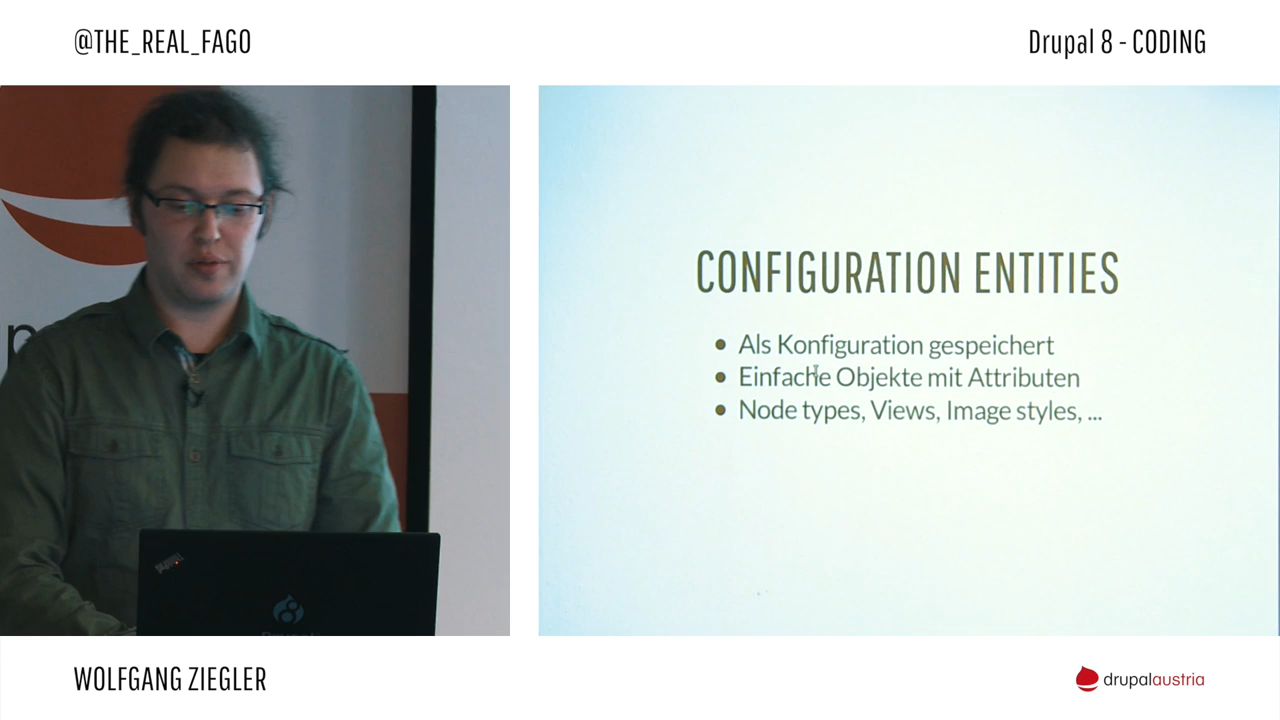 @THE_REAL_FAGO
Drupal 8 - CODING
CONFIGURATION ENTITIES
Als Konfiguration gespeichert
Einfache Objekte mit Attributen
Node types, Views, Image styles, ...
ThinkPad
WOLFGANG ZIEGLER
drupalaustria